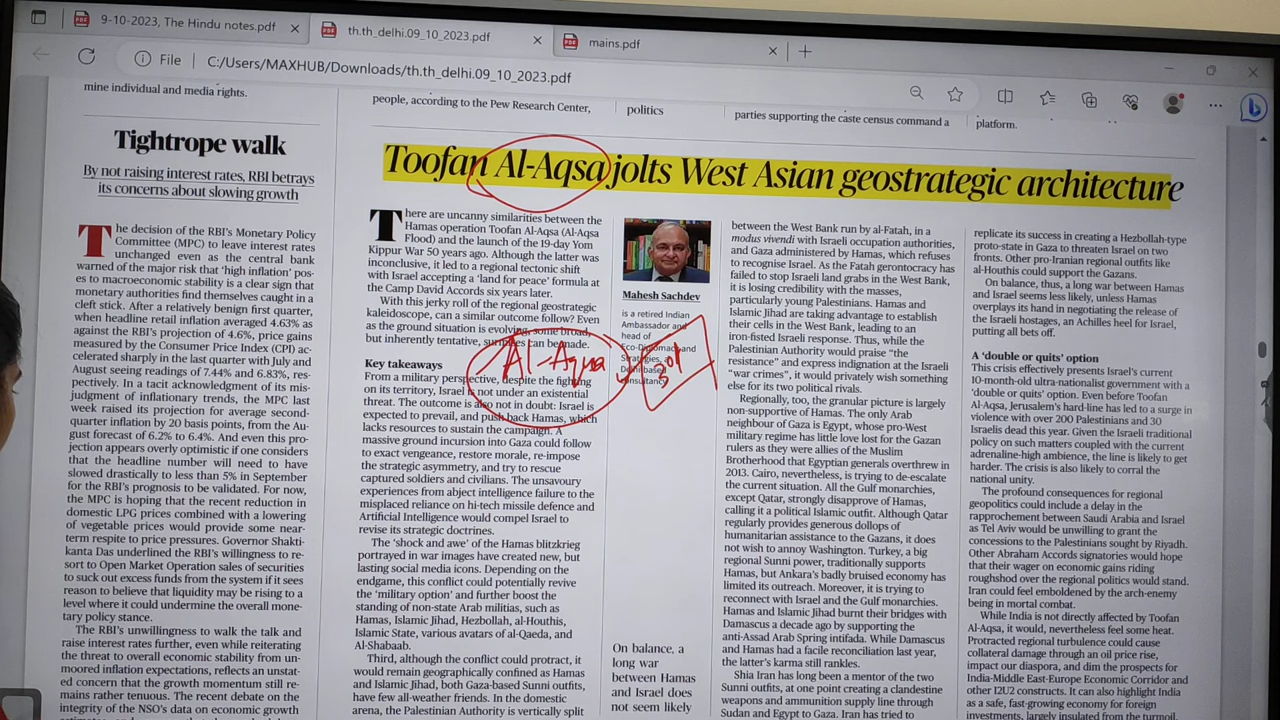 9-10-2023, The Hindu notes.pdf
th.th_delhi.09_10_2023.pdf
mains.pdf
File
C:/Users/MAXHUB/Downloads/th.th_delhi.09_10_2023.pdf
mine individual and media rights.
Tightrope walk
By not raising interest rates, RBI betrays
its concerns about slowing growth
The decision of the RBI's Monetary Policy
Committee (MPC) to leave interest rates
unchanged even as the central bank
warned of the major risk that 'high inflation' pos-
es to macroeconomic stability is a clear sign that
monetary authorities find themselves caught in a
cleft stick. After a relatively benign first quarter,
when headline retail inflation averaged 4.63% as
against the RBI's projection of 4.6%, price gains
measured by the Consumer Price Index (CPI) ac-
celerated sharply in the last quarter with July and
August seeing readings of 7.44% and 6.83%, res-
pectively. In a tacit acknowledgment of its mis-
judgment of inflationary trends, the MPC last
week raised its projection for average second-
quarter inflation by 20 basis points, from the Au-
gust forecast of 6.2% to 6.4%. And even this pro-
jection appears overly optimistic if one considers
that the headline number will need to have
slowed drastically to less than 5% in September
for the RBI's prognosis to be validated. For now,
the MPC is hoping that the recent reduction in
domestic LPG prices combined with a lowering
of vegetable prices would provide some near-
term respite to price pressures. Governor Shakti-
kanta Das underlined the RBI's willingness to re-
sort to Open Market Operation sales of securities
to suck out excess funds from the system if it sees
reason to believe that liquidity may be rising to a
level where it could undermine the overall mone-
tary policy stance.
The RBI's unwillingness to walk the talk and
raise interest rates further, even while reiterating
the threat to overall economic stability from un-
moored inflation expectations, reflects an unstat-
ed concern that the growth momentum still re-
mains rather tenuous. The recent debate on the
integrity of the NSO's data on economic growth
people, according to the Pew Research Center,
politics
parties supporting the caste census command a
platform.
Toofan Al-Aqsa jolts West Asian geostrategic architecture
There are uncanny similarities between the
Hamas operation Toofan Al-Aqsa (Al-Aqsa
Flood) and the launch of the 19-day Yom
Kippur War 50 years ago. Although the latter was
inconclusive, it led to a regional tectonic shift
with Israel accepting a 'land for peace' formula at
the Camp David Accords six years later.
With this jerky roll of the regional geostrategic
kaleidoscope, can a similar outcome follow? Even
as the ground situation is evolving, some broad,
but inherently tentative, surmises can be made.
Key takeaways
From a military perspective, despite the fighting
on its territory, Israel is not under an existential
threat. The outcome is also not in doubt: Israel is
expected to prevail, and push back Hamas, which
lacks resources to sustain the campaign. A
massive ground incursion into Gaza could follow
to exact vengeance, restore morale, re-impose
the strategic asymmetry, and try to rescue
captured soldiers and civilians. The unsavoury
experiences from abject intelligence failure to the
misplaced reliance on hi-tech missile defence and
Artificial Intelligence would compel Israel to
revise its strategic doctrines.
The 'shock and awe' of the Hamas blitzkrieg
portrayed in war images have created new, but
lasting social media icons. Depending on the
endgame, this conflict could potentially revive
the 'military option' and further boost the
standing of non-state Arab militias, such as
Hamas, Islamic Jihad, Hezbollah, al-Houthis,
Islamic State, various avatars of al-Qaeda, and
Al-Shabaab.
Third, although the conflict could protract, it
would remain geographically confined as Hamas
and Islamic Jihad, both Gaza-based Sunni outfits,
have few all-weather friends. In the domestic
arena, the Palestinian Authority is vertically split
Al-Aqsa
Mahesh Sachdev
is a retired Indian
Ambassador and
head of
Eco-Diplomacy and
Strategies, a
Delhi-based
consultancy
On balance, a
long war
between Hamas
and Israel does
not seem likely
between the West Bank run by al-Fatah, in a
modus vivendi with Israeli occupation authorities,
and Gaza administered by Hamas, which refuses
to recognise Israel. As the Fatah gerontocracy has
failed to stop Israeli land grabs in the West Bank,
it is losing credibility with the masses,
particularly young Palestinians. Hamas and
Islamic Jihad are taking advantage to establish
their cells in the West Bank, leading to an
iron-fisted Israeli response. Thus, while the
Palestinian Authority would praise “the
resistance” and express indignation at the Israeli
“war crimes”, it would privately wish something
else for its two political rivals.
Regionally, too, the granular picture is largely
non-supportive of Hamas. The only Arab
neighbour of Gaza is Egypt, whose pro-West
military regime has little love lost for the Gazan
rulers as they were allies of the Muslim
Brotherhood that Egyptian generals overthrew in
2013. Cairo, nevertheless, is trying to de-escalate
the current situation. All the Gulf monarchies,
except Qatar, strongly disapprove of Hamas,
calling it a political Islamic outfit. Although Qatar
regularly provides generous dollops of
humanitarian assistance to the Gazans, it does
not wish to annoy Washington. Turkey, a big
regional Sunni power, traditionally supports
Hamas, but Ankara's badly bruised economy has
limited its outreach. Moreover, it is trying to
reconnect with Israel and the Gulf monarchies.
Hamas and Islamic Jihad burnt their bridges with
Damascus a decade ago by supporting the
anti-Assad Arab Spring intifada. While Damascus
and Hamas had a facile reconciliation last year,
the latter's karma still rankles.
Shia Iran has long been a mentor of the two
Sunni outfits, at one point creating a clandestine
weapons and ammunition supply line through
Sudan and Egypt to Gaza. Iran has tried to
replicate its success in creating a Hezbollah-type
proto-state in Gaza to threaten Israel on two
fronts. Other pro-Iranian regional outfits like
al-Houthis could support the Gazans.
On balance, thus, a long war between Hamas
and Israel seems less likely, unless Hamas
overplays its hand in negotiating the release of
the Israeli hostages, an Achilles heel for Israel,
putting all bets off.
A 'double or quits' option
This crisis effectively presents Israel's current
10-month-old ultra-nationalist government with a
'double or quits' option. Even before Toofan
Al-Aqsa, Jerusalem's hard-line has led to a surge in
violence with over 200 Palestinians and 30
Israelis dead this year. Given the Israeli traditional
policy on such matters coupled with the current
adrenaline-high ambience, the line is likely to get
harder. The crisis is also likely to corral the
national unity.
The profound consequences for regional
geopolitics could include a delay in the
rapprochement between Saudi Arabia and Israel
as Tel Aviv would be unwilling to grant the
concessions to the Palestinians sought by Riyadh.
Other Abraham Accords signatories would hope
that their wager on economic gains riding
roughshod over the regional politics would stand.
Iran could feel emboldened by the arch-enemy
being in mortal combat.
While India is not directly affected by Toofan
Al-Aqsa, it would, nevertheless feel some heat.
Protracted regional turbulence could cause
collateral damage through an oil price rise,
impact our diaspora, and dim the prospects for
India-Middle East-Europe Economic Corridor and
other I2U2 constructs. It can also highlight India
as a safe, fast-growing economy for foreign
investments, largely insulated from the turmoil.